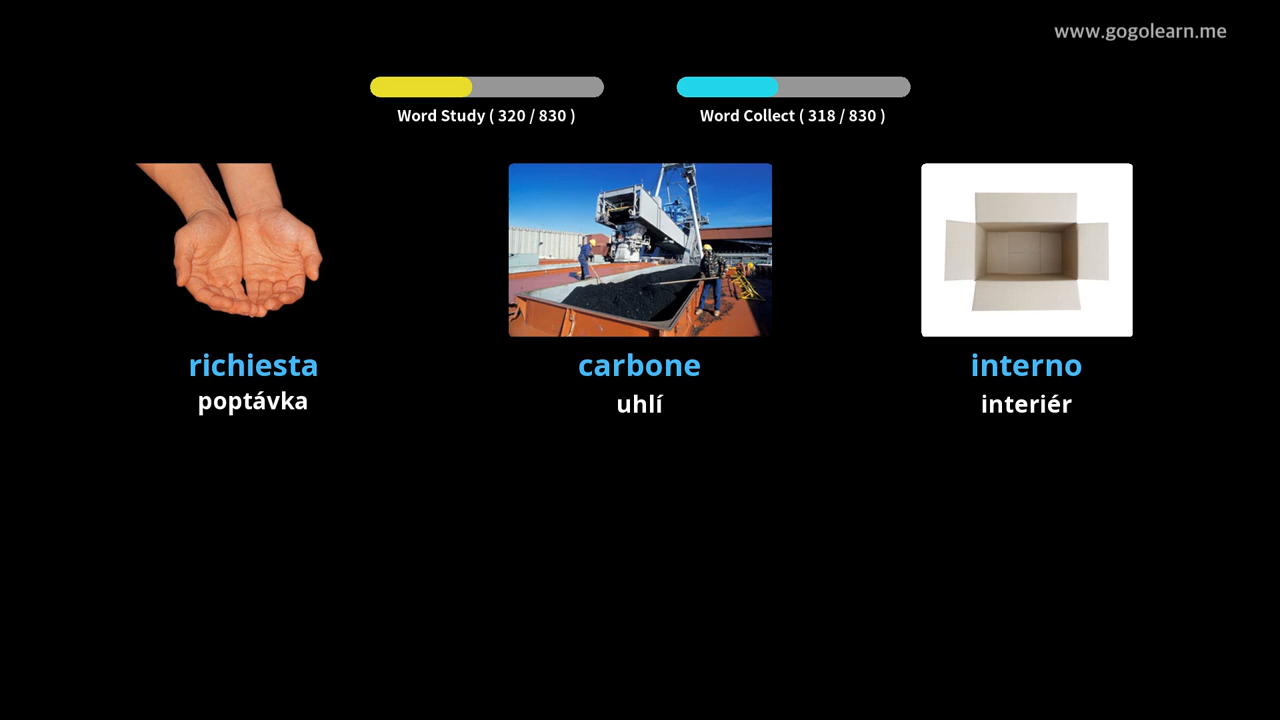 www.gogolearn.me
Word Study ( 320 / 830 )
Word Collect ( 318 / 830 )
richiesta
poptávka
carbone
uhlí
interno
interiér